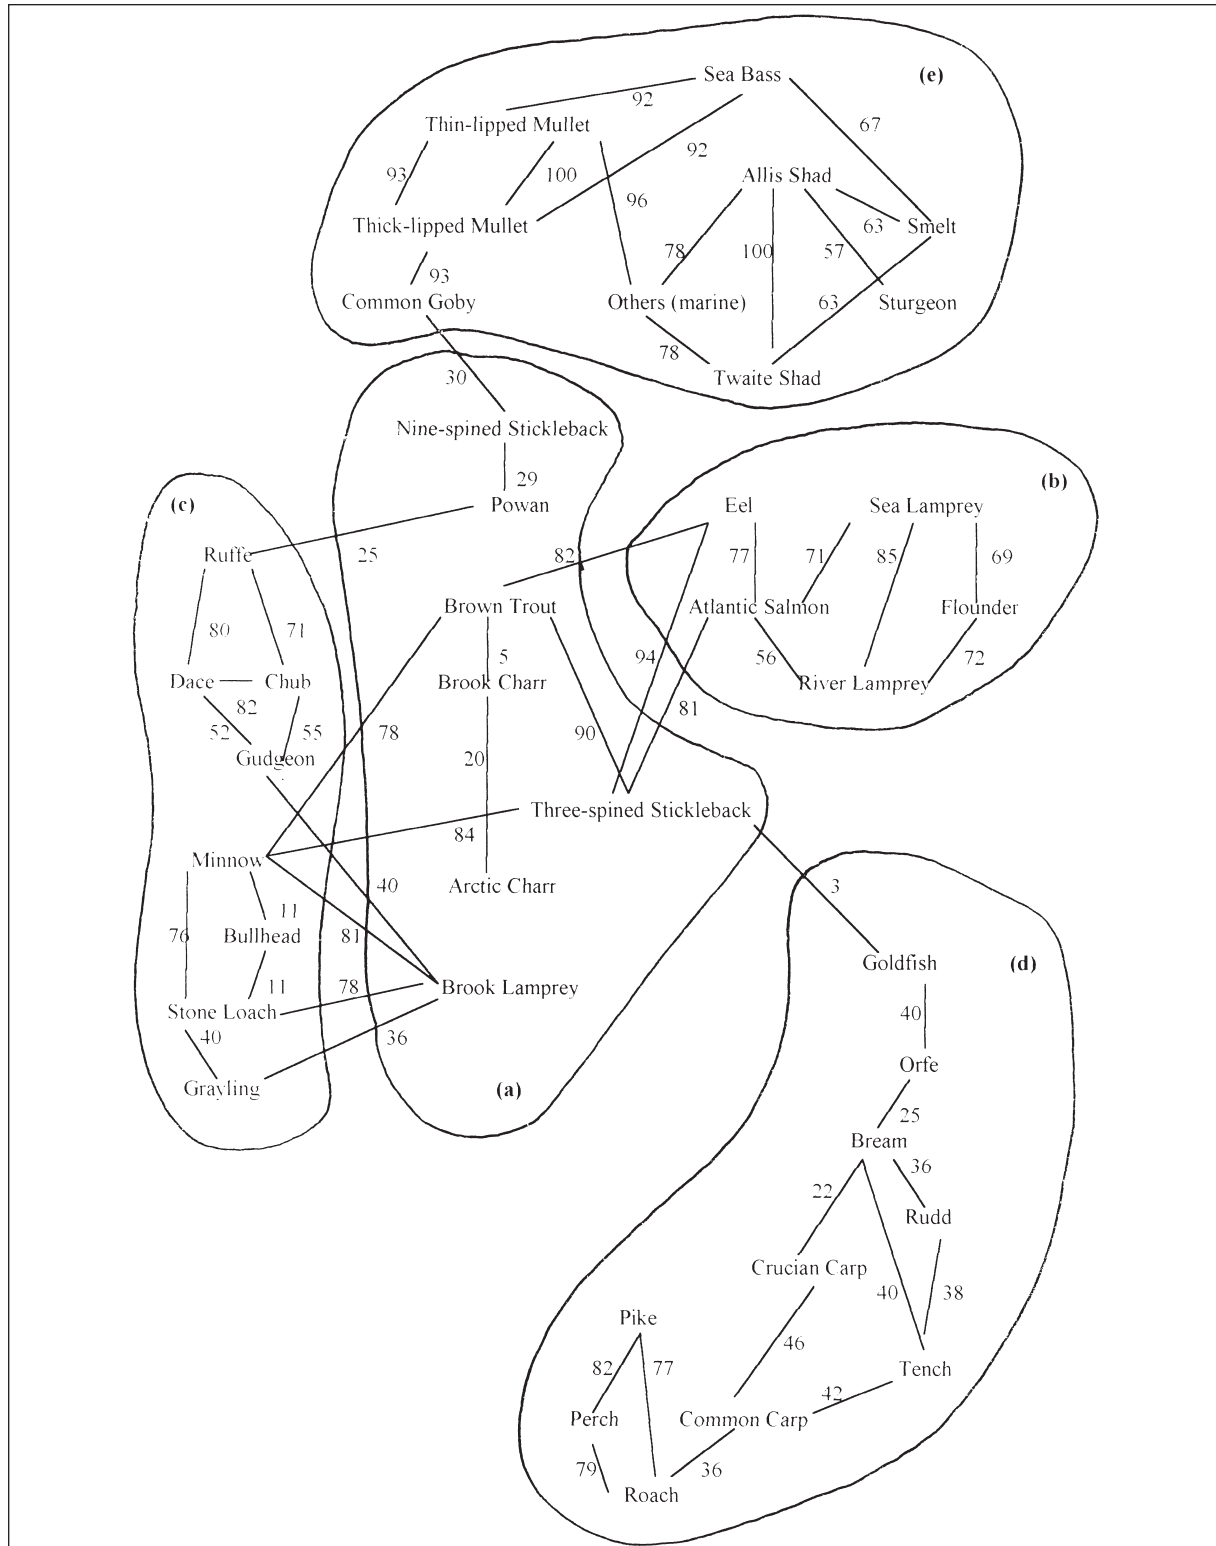 Sea Bass
(e)
92
Thin-lipped Mullet
67
92
93
100
Allis Shad
96
Thick-lipped Mullet
63
Smelt
78
100
57
93
Common Goby
Others (marine)
63
Sturgeon
78
Twaite Shad
30
Nine-spined Stickleback
29
Powan
(b)
Eel
Sea Lamprey
(c)
Ruffe
25
82
77
71
85
69
Brown Trout
Atlantic Salmon
Flounder
80
71
5
94
56
72
Dace
Chub
Brook Charr
River Lamprey
82
81
52
55
78
90
Gudgeon
20
Three-spined Stickleback
84
Minnow
40
Arctic Charr
3
11
76
Bullhead
81
Goldfish
(d)
11
78
Brook Lamprey
Stone Loach
40
40
36
Orfe
Grayling
(a)
25
Bream
36
22
Rudd
Crucian Carp
40
38
Pike
46
82
77
Tench
42
Perch
Common Carp
79
36
Roach